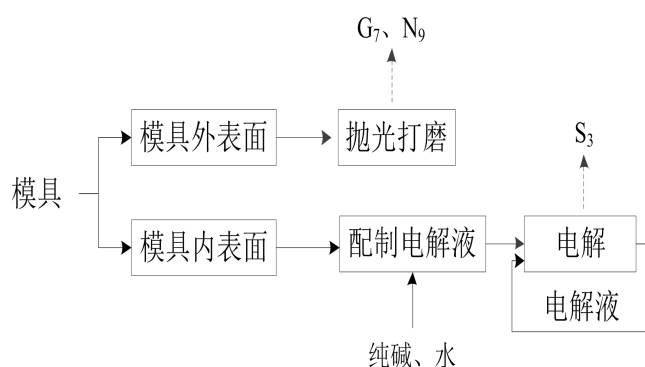 G₇、N₉
模具外表面
抛光打磨
S₃
模具
模具内表面
配制电解液
电解
电解液
纯碱、水